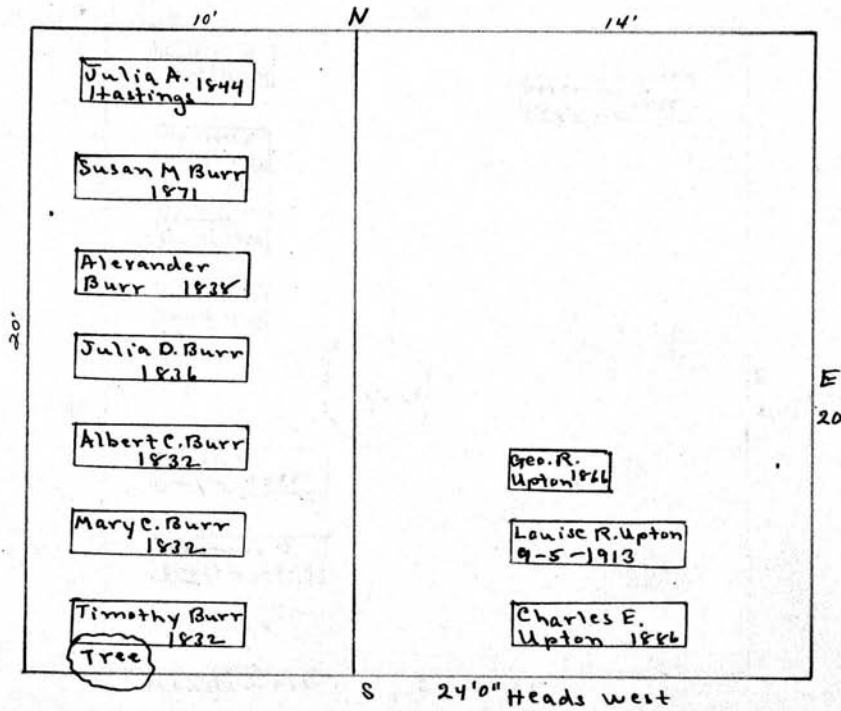 10' N 14'
Julia A. 1844
Hastings
Susan M Burr
1871
Alexander
Burr 1838
20'
Julia D. Burr
1836
E
20
Albert C. Burr
1832
Geo. R.
Upton 1866
Mary C. Burr
1832
Louise R. Upton
9-5-1913
Timothy Burr
1832
Charles E.
Upton 1886
Tree
S 24'0" Heads west